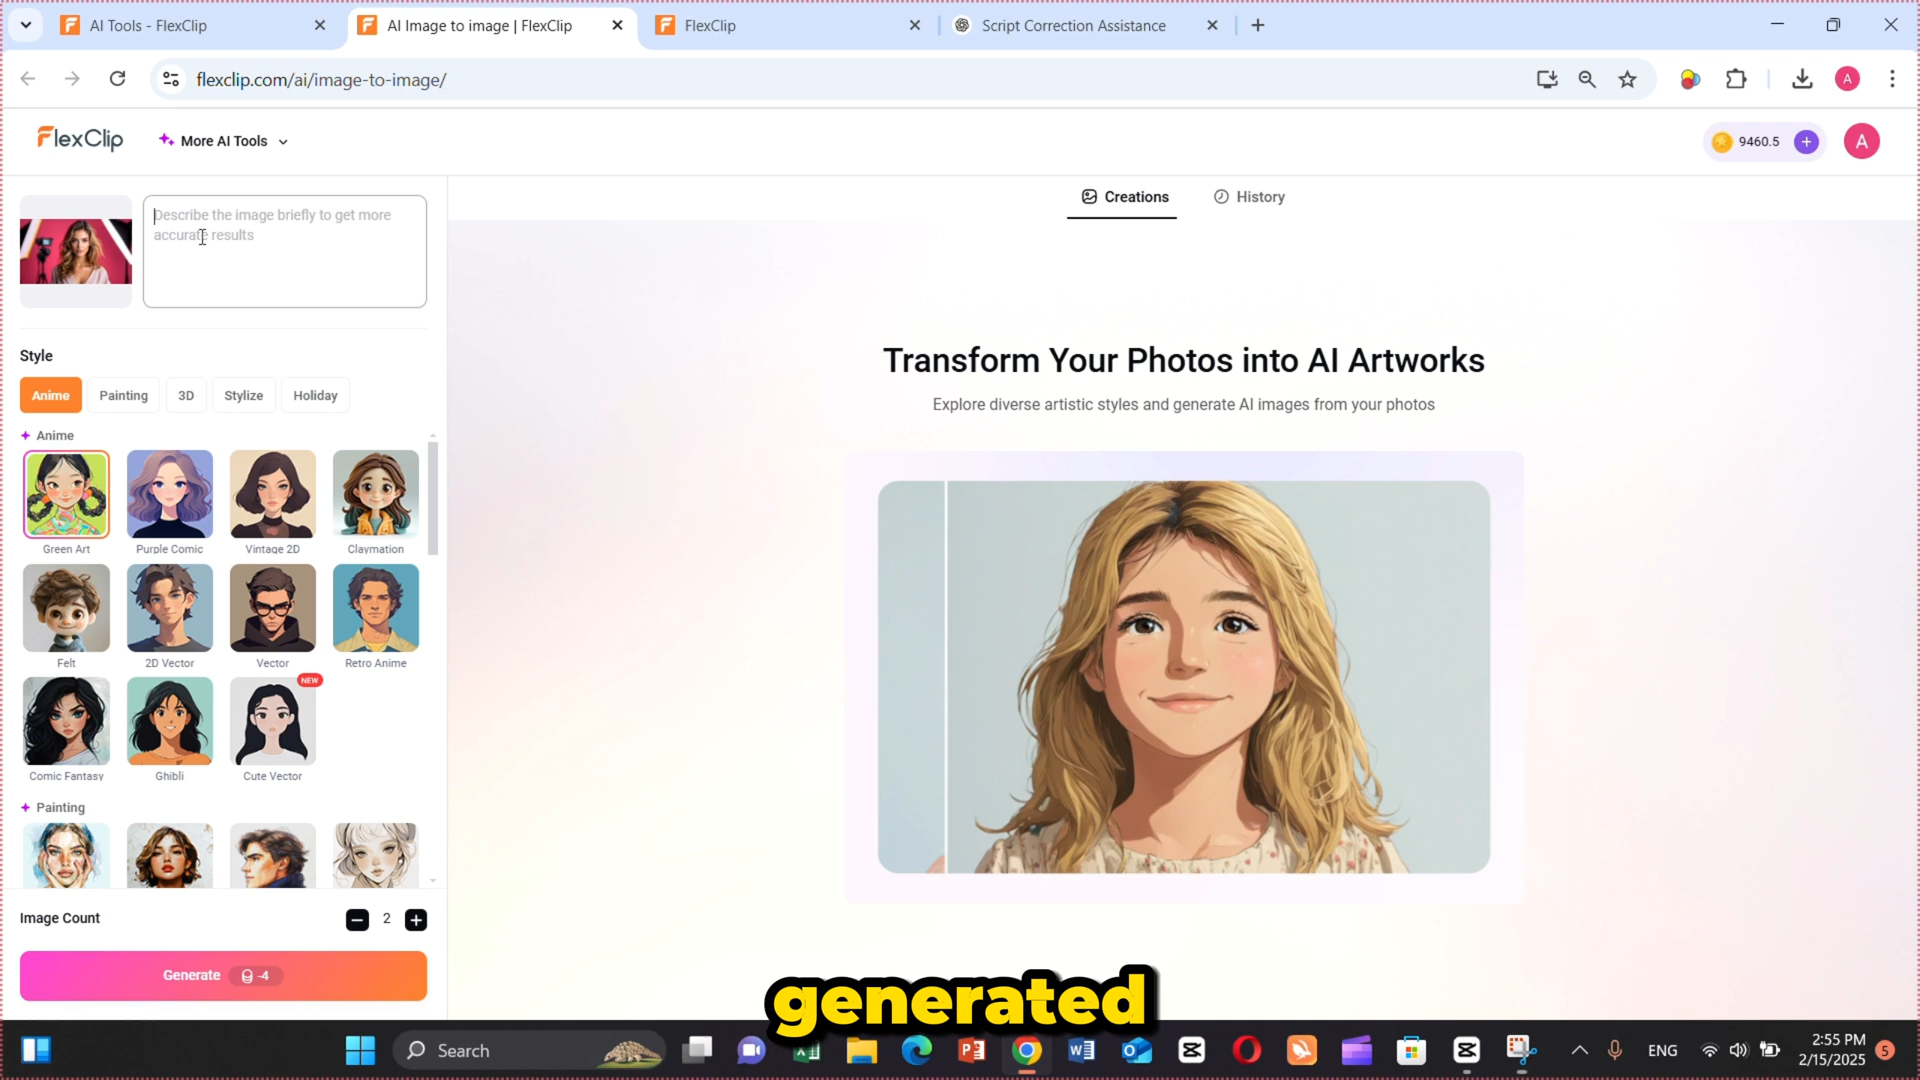 AI Tools - FlexClip
AI Image to image | FlexClip
FlexClip
Script Correction Assistance
flexclip.com/ai/image-to-image/
A
FlexClip
More AI Tools
9460.5
A
Creations
History
Describe the image briefly to get more
accurate results
Style
Anime
Painting
3D
Stylize
Holiday
Anime
Green Art
Purple Comic
Vintage 2D
Claymation
Felt
2D Vector
Vector
Retro Anime
NEW
Comic Fantasy
Ghibli
Cute Vector
Painting
Image Count
2
Generate -4
Transform Your Photos into AI Artworks
Explore diverse artistic styles and generate AI images from your photos
generated
Search
ENG
2:55 PM
2/15/2025
5